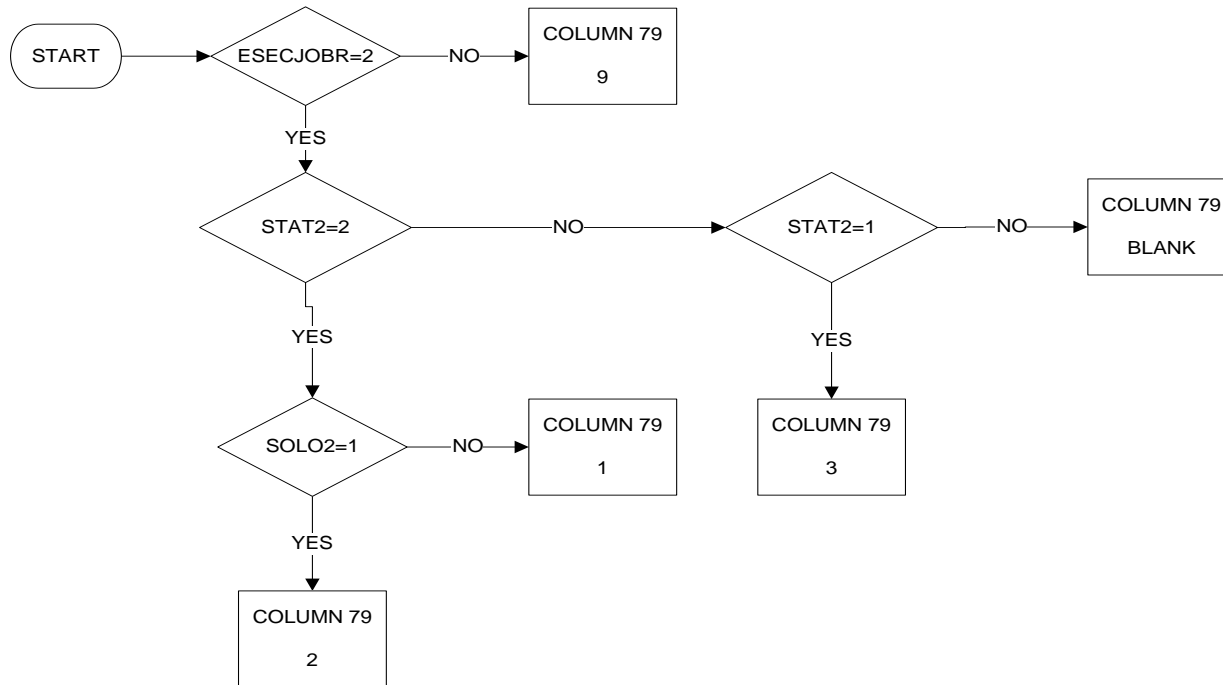 START
ESECJOBR=2
NO
COLUMN 79
9
YES
STAT2=2
NO
STAT2=1
NO
COLUMN 79
BLANK
YES
YES
SOLO2=1
NO
COLUMN 79
1
COLUMN 79
3
YES
COLUMN 79
2